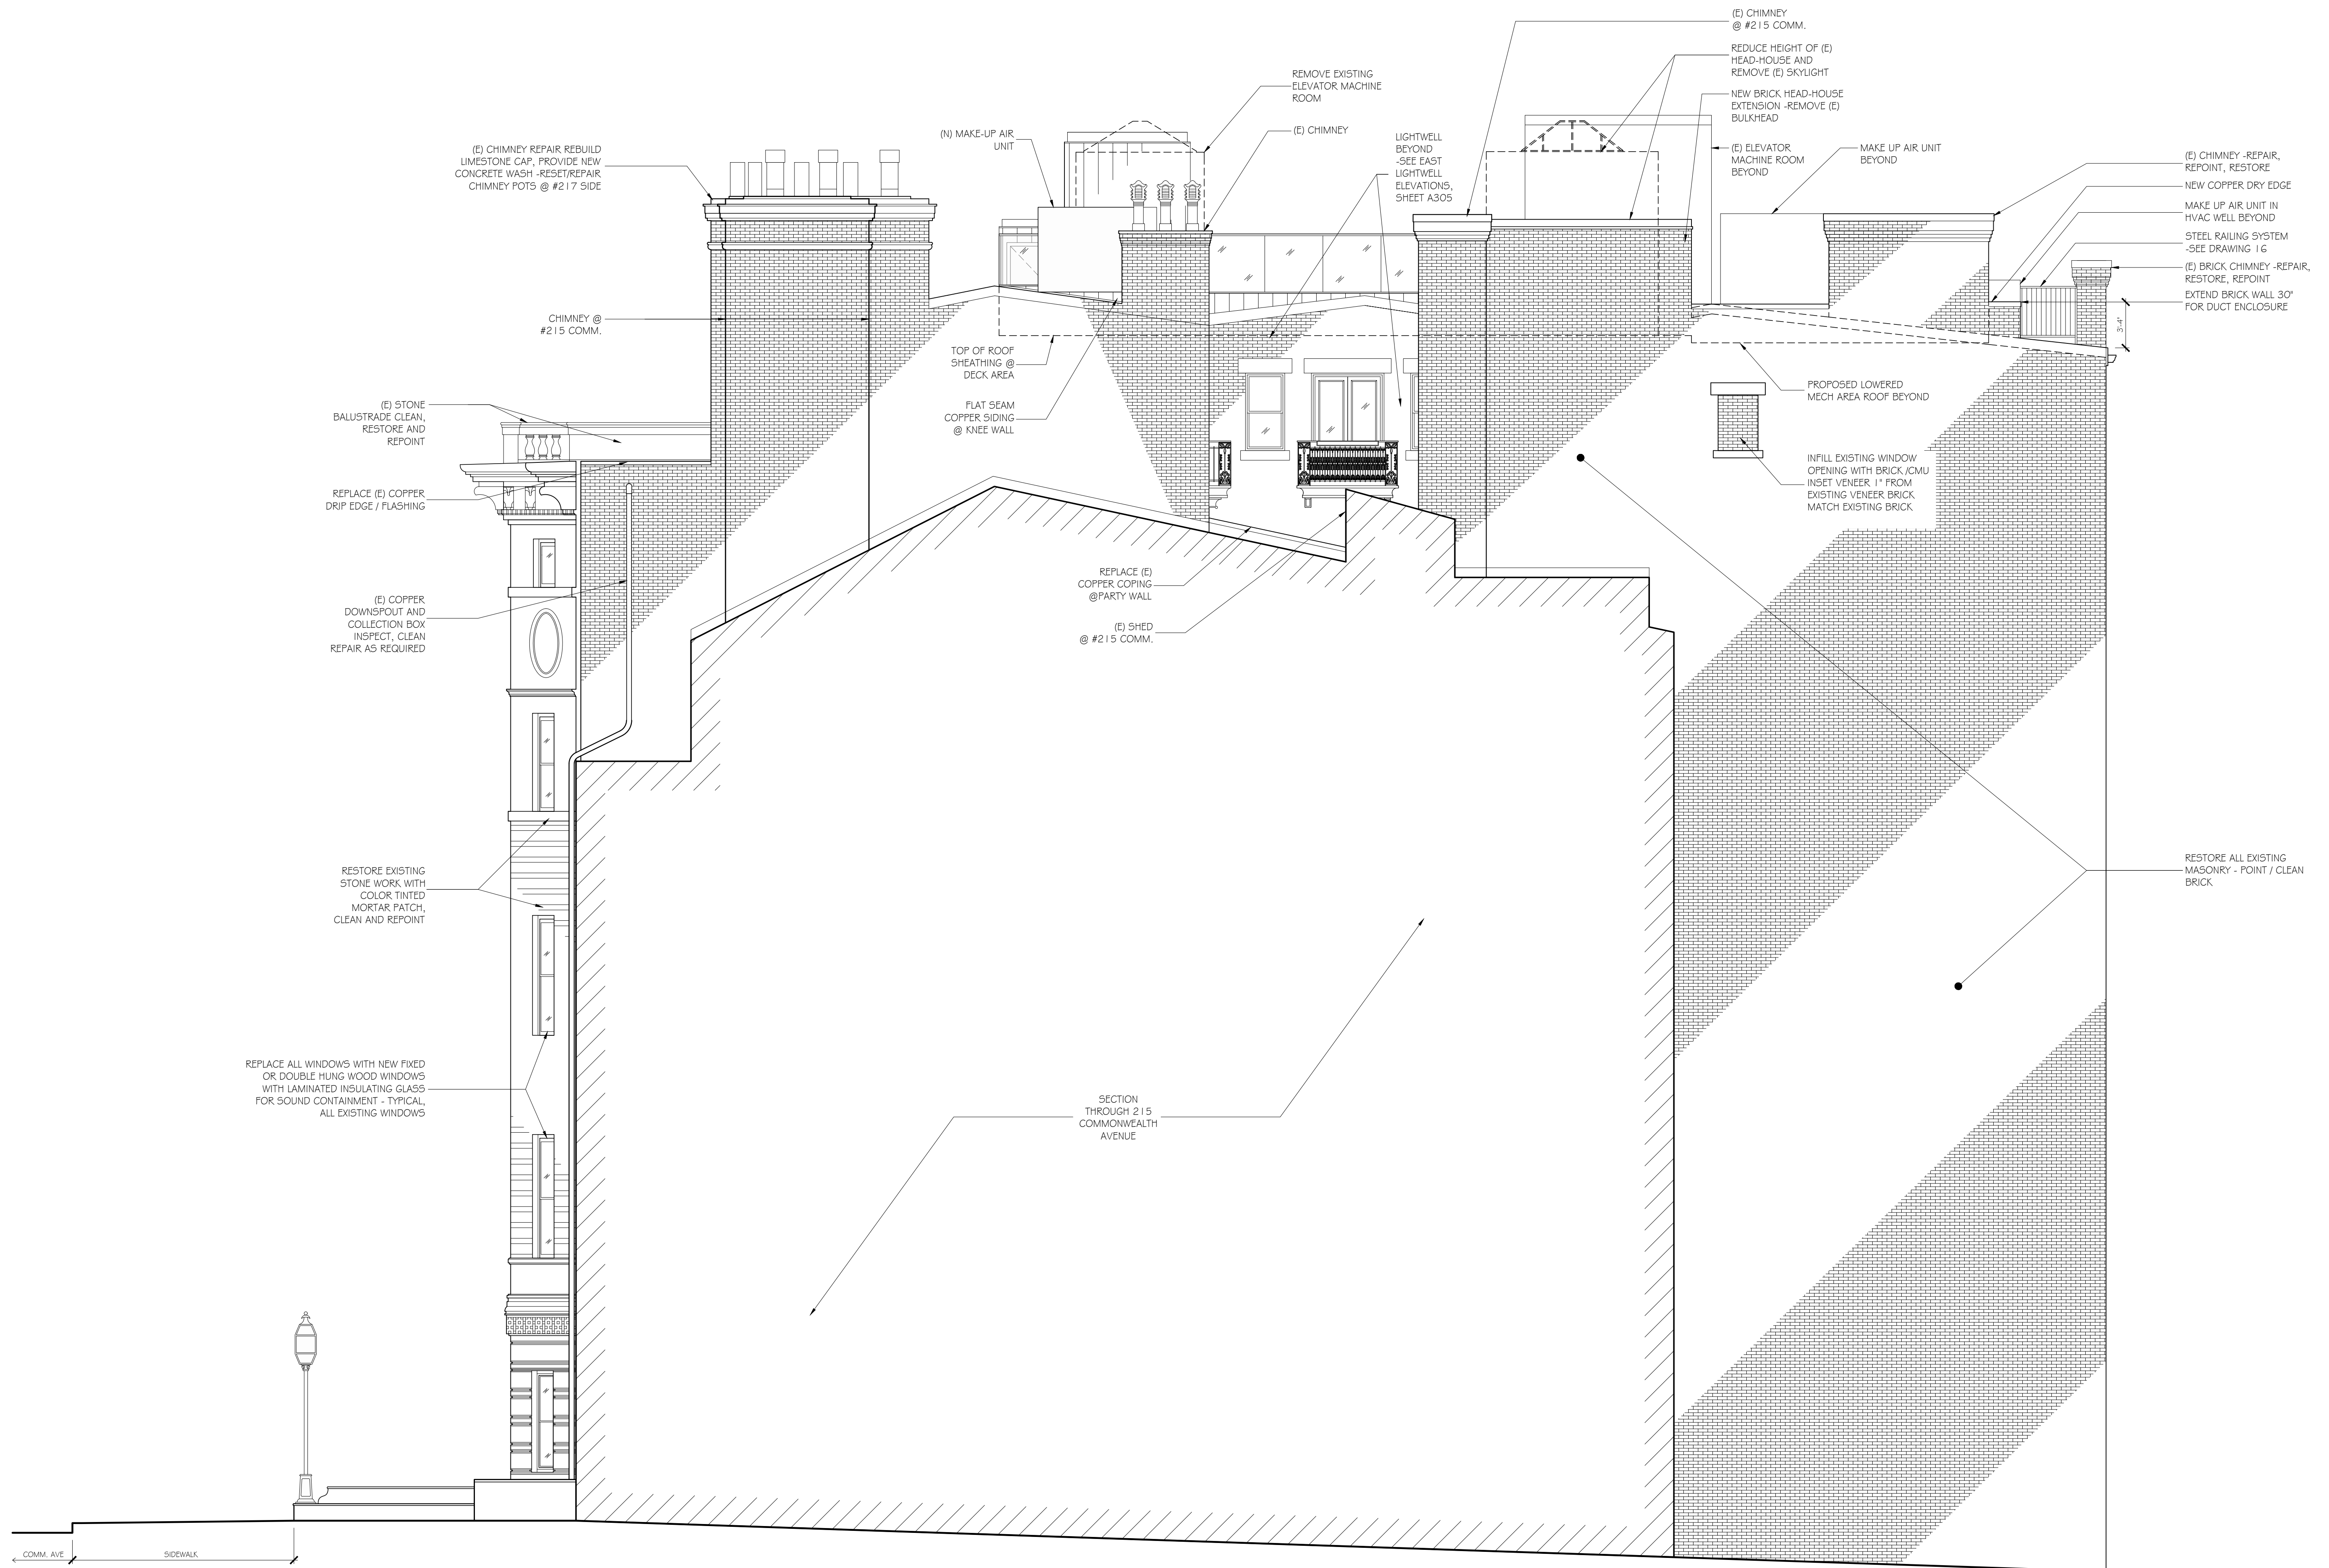 (E) CHIMNEY
@ #215 COMM.
REDUCE HEIGHT OF (E)
HEAD-HOUSE AND
REMOVE (E) SKYLIGHT
NEW BRICK HEAD-HOUSE
EXTENSION -REMOVE (E)
BULKHEAD
REMOVE EXISTING
ELEVATOR MACHINE
ROOM
(N) MAKE-UP AIR
UNIT
(E) CHIMNEY
LIGHTWELL
BEYOND
-SEE EAST
LIGHTWELL
ELEVATIONS,
SHEET A305
(E) ELEVATOR
MACHINE ROOM
BEYOND
MAKE UP AIR UNIT
BEYOND
(E) CHIMNEY REPAIR REBUILD
LIMESTONE CAP, PROVIDE NEW
CONCRETE WASH -RESET/REPAIR
CHIMNEY POTS @ #217 SIDE
(E) CHIMNEY -REPAIR,
REPOINT, RESTORE
NEW COPPER DRY EDGE
MAKE UP AIR UNIT IN
HVAC WELL BEYOND
STEEL RAILING SYSTEM
-SEE DRAWING 16
(E) BRICK CHIMNEY -REPAIR,
RESTORE, REPOINT
EXTEND BRICK WALL 30"
FOR DUCT ENCLOSURE
3'-4"
CHIMNEY @
#215 COMM.
TOP OF ROOF
SHEATHING @
DECK AREA
FLAT SEAM
COPPER SIDING
@ KNEE WALL
PROPOSED LOWERED
MECH AREA ROOF BEYOND
(E) STONE
BALUSTRADE CLEAN,
RESTORE AND
REPOINT
INFILL EXISTING WINDOW
OPENING WITH BRICK /CMU
INSET VENEER 1" FROM
EXISTING VENEER BRICK
MATCH EXISTING BRICK
REPLACE (E) COPPER
DRIP EDGE / FLASHING
REPLACE (E)
COPPER COPING
@PARTY WALL
(E) SHED
@ #215 COMM.
(E) COPPER
DOWNSPOUT AND
COLLECTION BOX
INSPECT, CLEAN
REPAIR AS REQUIRED
RESTORE EXISTING
STONE WORK WITH
COLOR TINTED
MORTAR PATCH,
CLEAN AND REPOINT
RESTORE ALL EXISTING
MASONRY - POINT / CLEAN
BRICK
REPLACE ALL WINDOWS WITH NEW FIXED
OR DOUBLE HUNG WOOD WINDOWS
WITH LAMINATED INSULATING GLASS
FOR SOUND CONTAINMENT - TYPICAL,
ALL EXISTING WINDOWS
SECTION
THROUGH 215
COMMONWEALTH
AVENUE
COMM. AVE
SIDEWALK